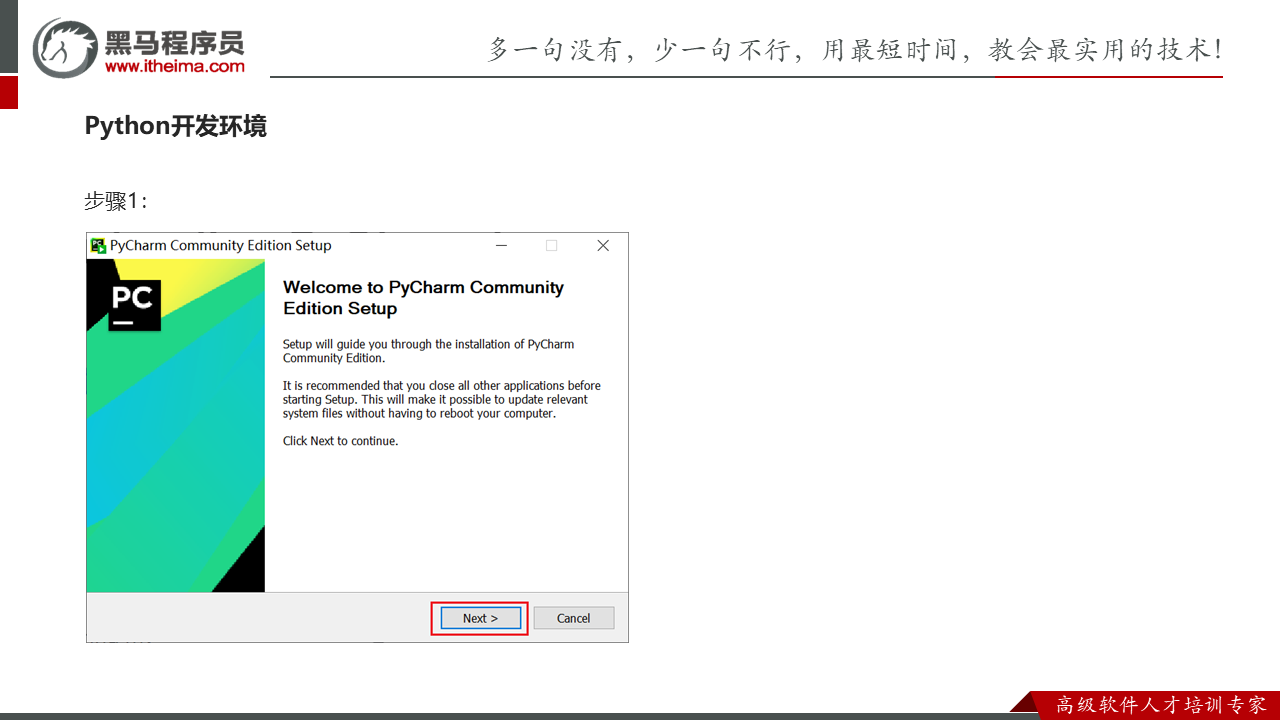 黑马程序员
www.itheima.com
多一句没有，少一句不行，用最短时间，教会最实用的技术！
Python开发环境
步骤1：
PyCharm Community Edition Setup
PC
Welcome to PyCharm Community
Edition Setup
Setup will guide you through the installation of PyCharm
Community Edition.
It is recommended that you close all other applications before
starting Setup. This will make it possible to update relevant
system files without having to reboot your computer.
Click Next to continue.
Next >
Cancel
高级软件人才培训专家